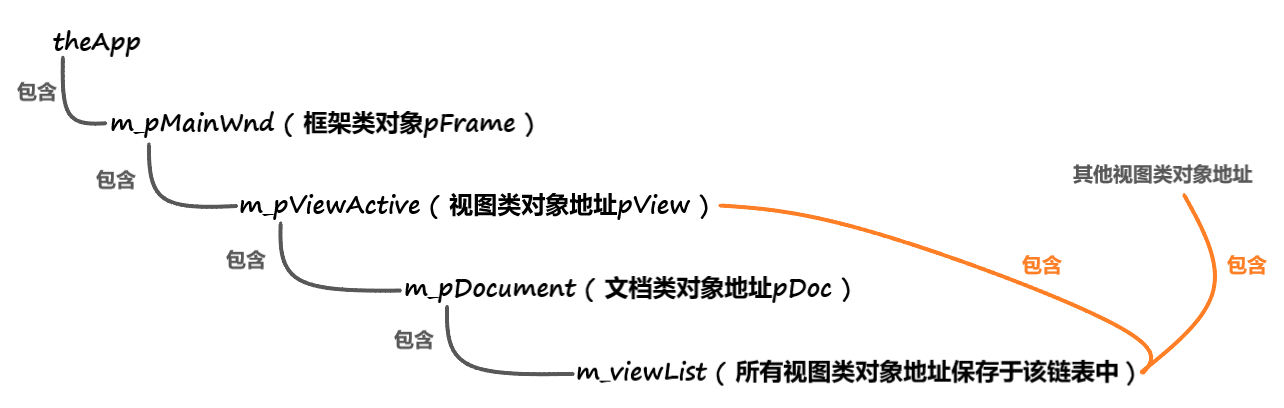 theApp
包含
m_pMainWnd（框架类对象pFrame）
包含
其他视图类对象地址
m_pViewActive（视图类对象地址pView）
包含
包含
包含
m_pDocument（文档类对象地址pDoc）
包含
m_viewList（所有视图类对象地址保存于该链表中）